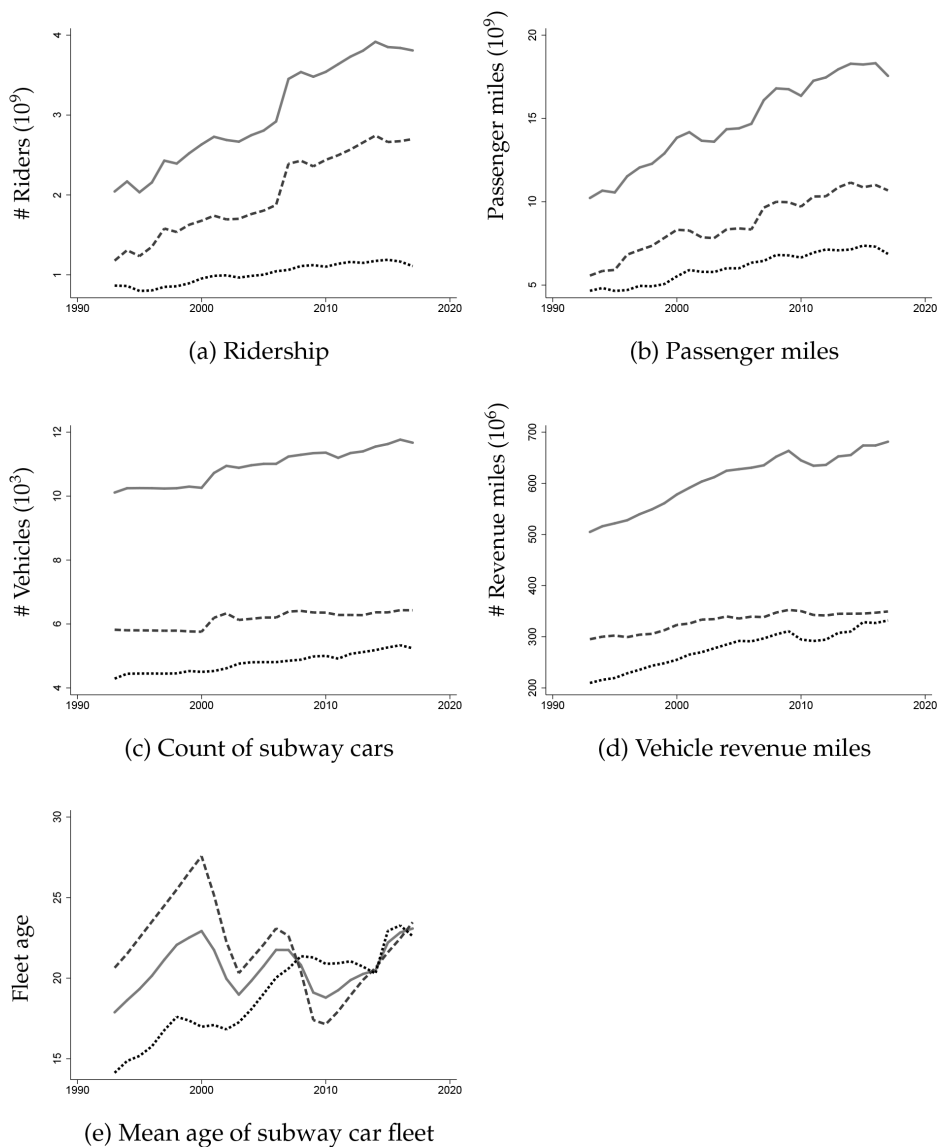 # Riders (10⁹)
4
3
2
1
1990 2000 2010 2020
(a) Ridership
Passenger miles (10⁹)
20
15
10
5
1990 2000 2010 2020
(b) Passenger miles
# Vehicles (10³)
12
10
8
6
4
1990 2000 2010 2020
(c) Count of subway cars
# Revenue miles (10⁶)
700
600
500
400
300
200
1990 2000 2010 2020
(d) Vehicle revenue miles
Fleet age
30
25
20
15
1990 2000 2010 2020
(e) Mean age of subway car fleet